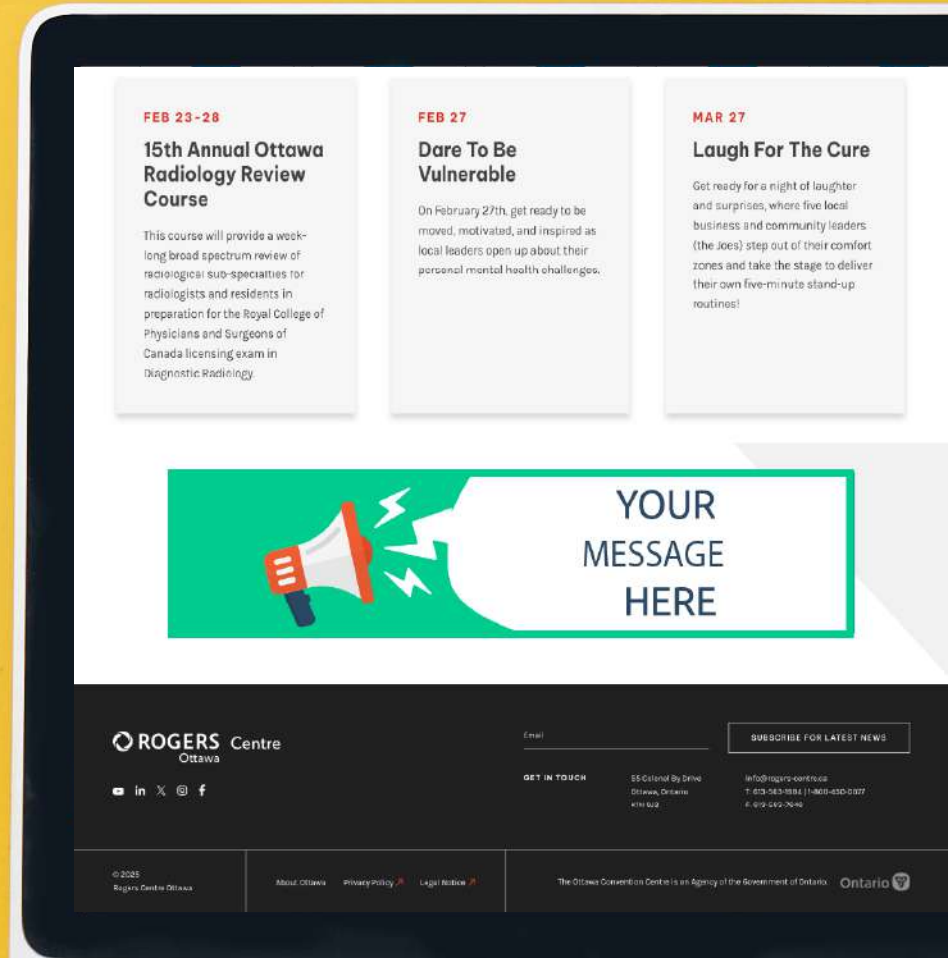 FEB 23-28
15th Annual Ottawa
Radiology Review
Course
This course will provide a week-
long broad spectrum review of
radiological sub-specialties for
radiologists and residents in
preparation for the Royal College of
Physicians and Surgeons of
Canada licensing exam in
Diagnostic Radiology.
FEB 27
Dare To Be
Vulnerable
On February 27th, get ready to be
moved, motivated, and inspired as
local leaders open up about their
personal mental health challenges.
MAR 27
Laugh For The Cure
Get ready for a night of laughter
and surprises, where five local
business and community leaders
(the Joes) step out of their comfort
zones and take the stage to deliver
their own five-minute stand-up
routines!
YOUR
MESSAGE
HERE
ROGERS Centre
Ottawa
Email
SUBSCRIBE FOR LATEST NEWS
GET IN TOUCH
55 Colonel By Drive
Ottawa, Ontario
info@rogers-centre.ca
© 2025
Rogers Centre Ottawa
About Ottawa Privacy Policy Legal Notice
The Ottawa Convention Centre is an Agency of the Government of Ontario.
Ontario